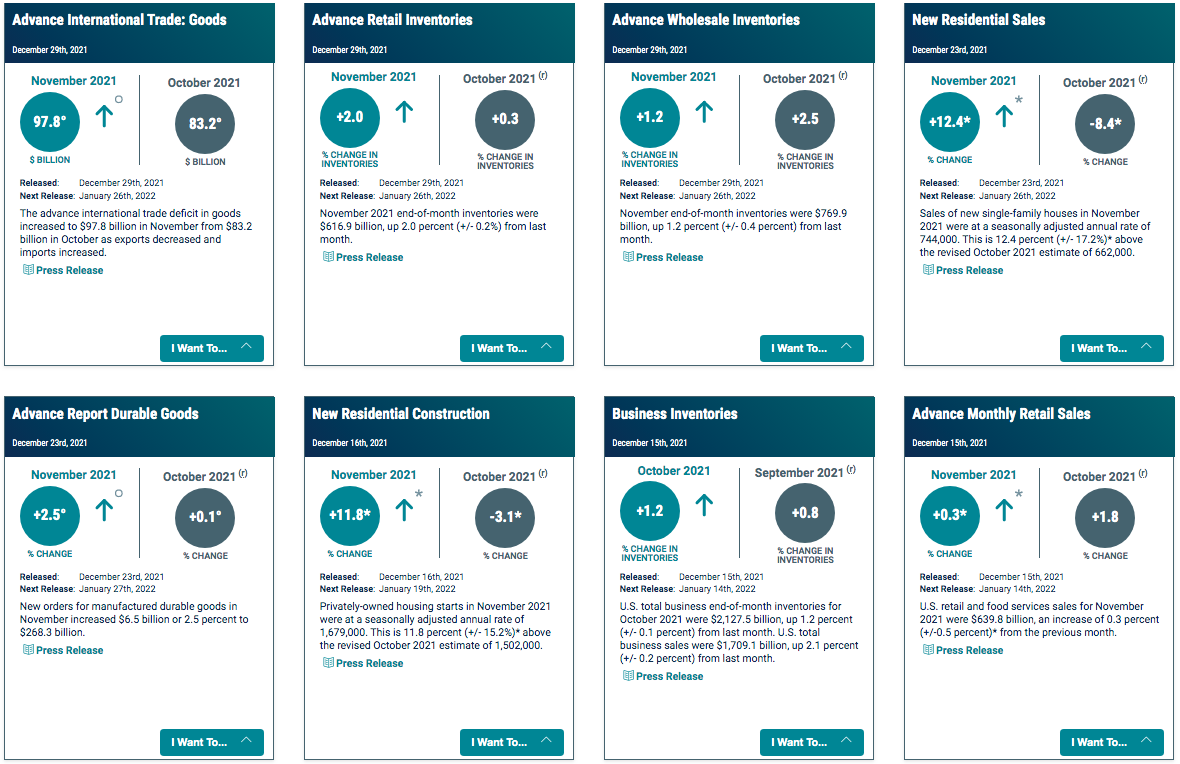 Advance International Trade: Goods
December 29th, 2021
November 2021
October 2021
97.8°
○
83.2°
$ BILLION
$ BILLION
Released: December 29th, 2021
Next Release: January 26th, 2022
The advance international trade deficit in goods
increased to $97.8 billion in November from $83.2
billion in October as exports decreased and
imports increased.
Press Release
I Want To...
Advance Retail Inventories
December 29th, 2021
November 2021
October 2021 (r)
+2.0
+0.3
% CHANGE IN
INVENTORIES
% CHANGE IN
INVENTORIES
Released: December 29th, 2021
Next Release: January 26th, 2022
November 2021 end-of-month inventories were
$616.9 billion, up 2.0 percent (+/- 0.2%) from last
month.
Press Release
I Want To...
Advance Wholesale Inventories
December 29th, 2021
November 2021
October 2021 (r)
+1.2
+2.5
% CHANGE IN
INVENTORIES
% CHANGE IN
INVENTORIES
Released: December 29th, 2021
Next Release: January 26th, 2022
November end-of-month inventories were $769.9
billion, up 1.2 percent (+/- 0.4 percent) from last
month.
Press Release
I Want To...
New Residential Sales
December 23rd, 2021
November 2021
October 2021 (r)
+12.4*
*
-8.4*
% CHANGE
% CHANGE
Released: December 23rd, 2021
Next Release: January 26th, 2022
Sales of new single-family houses in November
2021 were at a seasonally adjusted annual rate of
744,000. This is 12.4 percent (+/- 17.2%)* above
the revised October 2021 estimate of 662,000.
Press Release
I Want To...
Advance Report Durable Goods
December 23rd, 2021
November 2021
October 2021 (r)
+2.5°
○
+0.1°
% CHANGE
% CHANGE
Released: December 23rd, 2021
Next Release: January 27th, 2022
New orders for manufactured durable goods in
November increased $6.5 billion or 2.5 percent to
$268.3 billion.
Press Release
I Want To...
New Residential Construction
December 16th, 2021
November 2021
October 2021 (r)
+11.8*
*
-3.1*
% CHANGE
% CHANGE
Released: December 16th, 2021
Next Release: January 19th, 2022
Privately-owned housing starts in November 2021
were at a seasonally adjusted annual rate of
1,679,000. This is 11.8 percent (+/- 15.2%)* above
the revised October 2021 estimate of 1,502,000.
Press Release
I Want To...
Business Inventories
December 15th, 2021
October 2021
September 2021 (r)
+1.2
+0.8
% CHANGE IN
INVENTORIES
% CHANGE IN
INVENTORIES
Released: December 15th, 2021
Next Release: January 14th, 2022
U.S. total business end-of-month inventories for
October 2021 were $2,127.5 billion, up 1.2 percent
(+/- 0.1 percent) from last month. U.S. total
business sales were $1,709.1 billion, up 2.1 percent
(+/- 0.2 percent) from last month.
Press Release
I Want To...
Advance Monthly Retail Sales
December 15th, 2021
November 2021
October 2021 (r)
+0.3*
*
+1.8
% CHANGE
% CHANGE
Released: December 15th, 2021
Next Release: January 14th, 2022
U.S. retail and food services sales for November
2021 were $639.8 billion, an increase of 0.3 percent
(+/-0.5 percent)* from the previous month.
Press Release
I Want To...